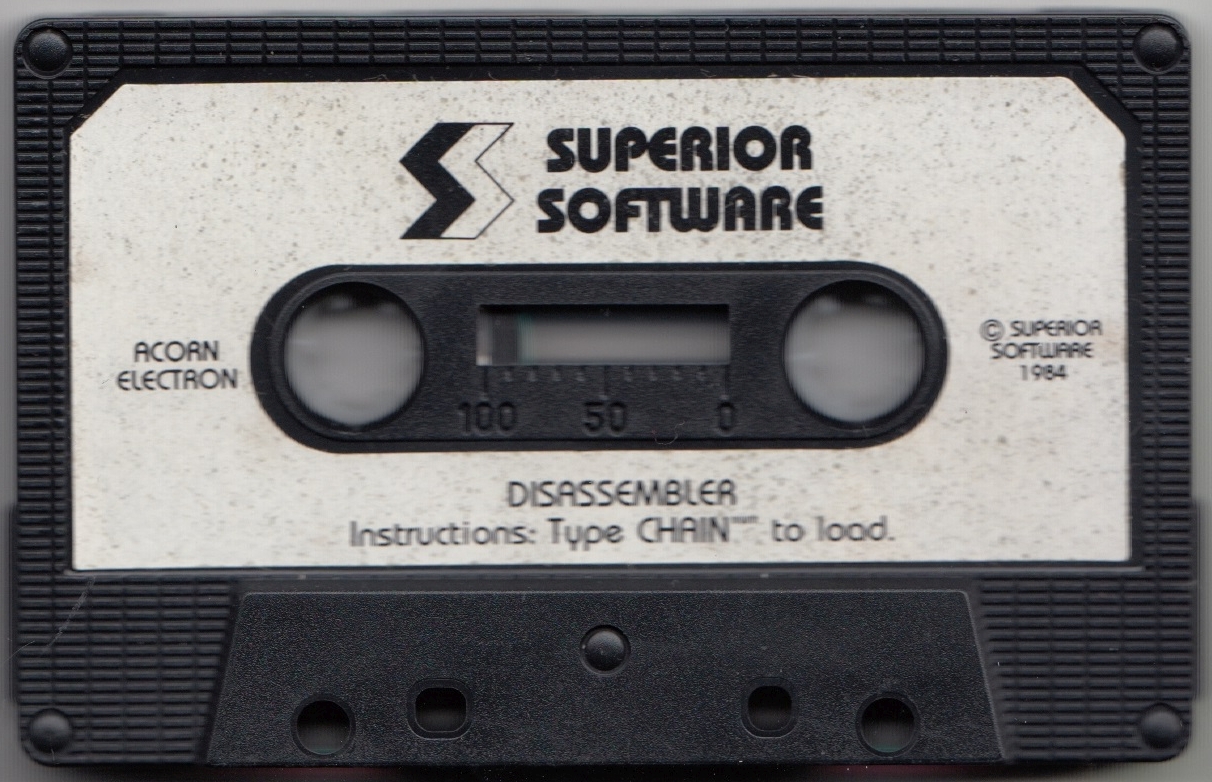 SUPERIOR
SOFTWARE
ACORN
ELECTRON
© SUPERIOR
SOFTWARE
1984
100 50 0
DISASSEMBLER
Instructions: Type CHAIN"" to load.